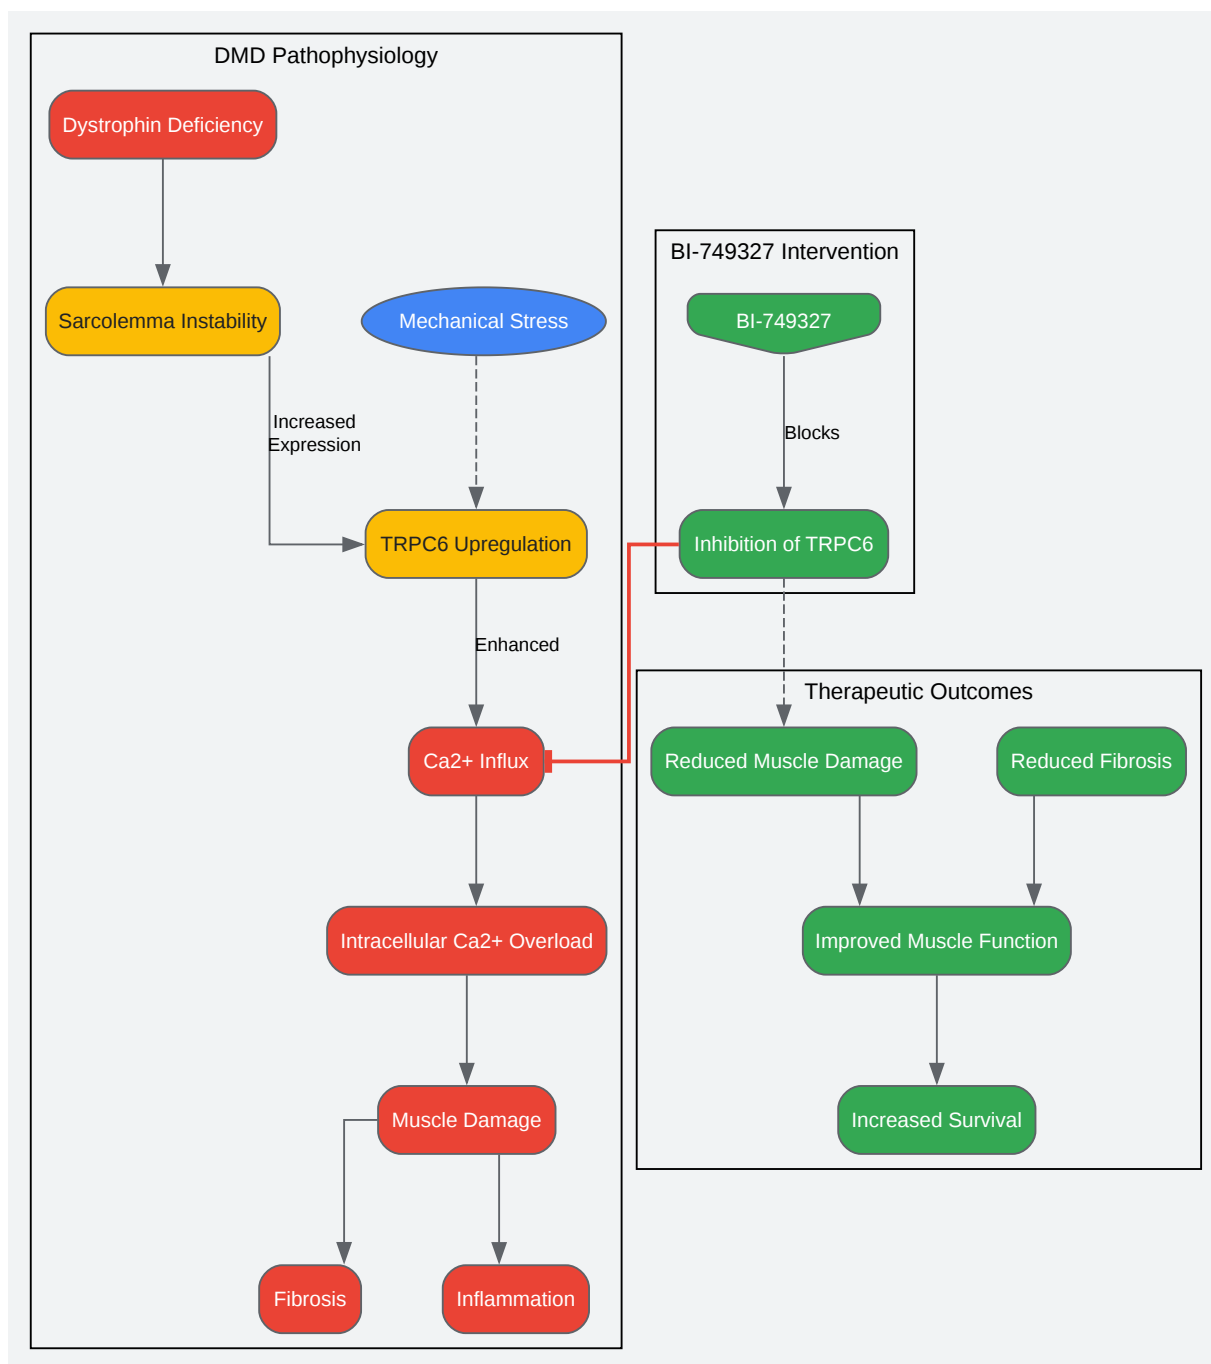 DMD Pathophysiology
Dystrophin Deficiency
BI-749327 Intervention
Sarcolemma Instability
Mechanical Stress
BI-749327
Increased
Expression
Blocks
TRPC6 Upregulation
Inhibition of TRPC6
Enhanced
Therapeutic Outcomes
Ca2+ Influx
Reduced Muscle Damage
Reduced Fibrosis
Intracellular Ca2+ Overload
Improved Muscle Function
Muscle Damage
Increased Survival
Fibrosis
Inflammation